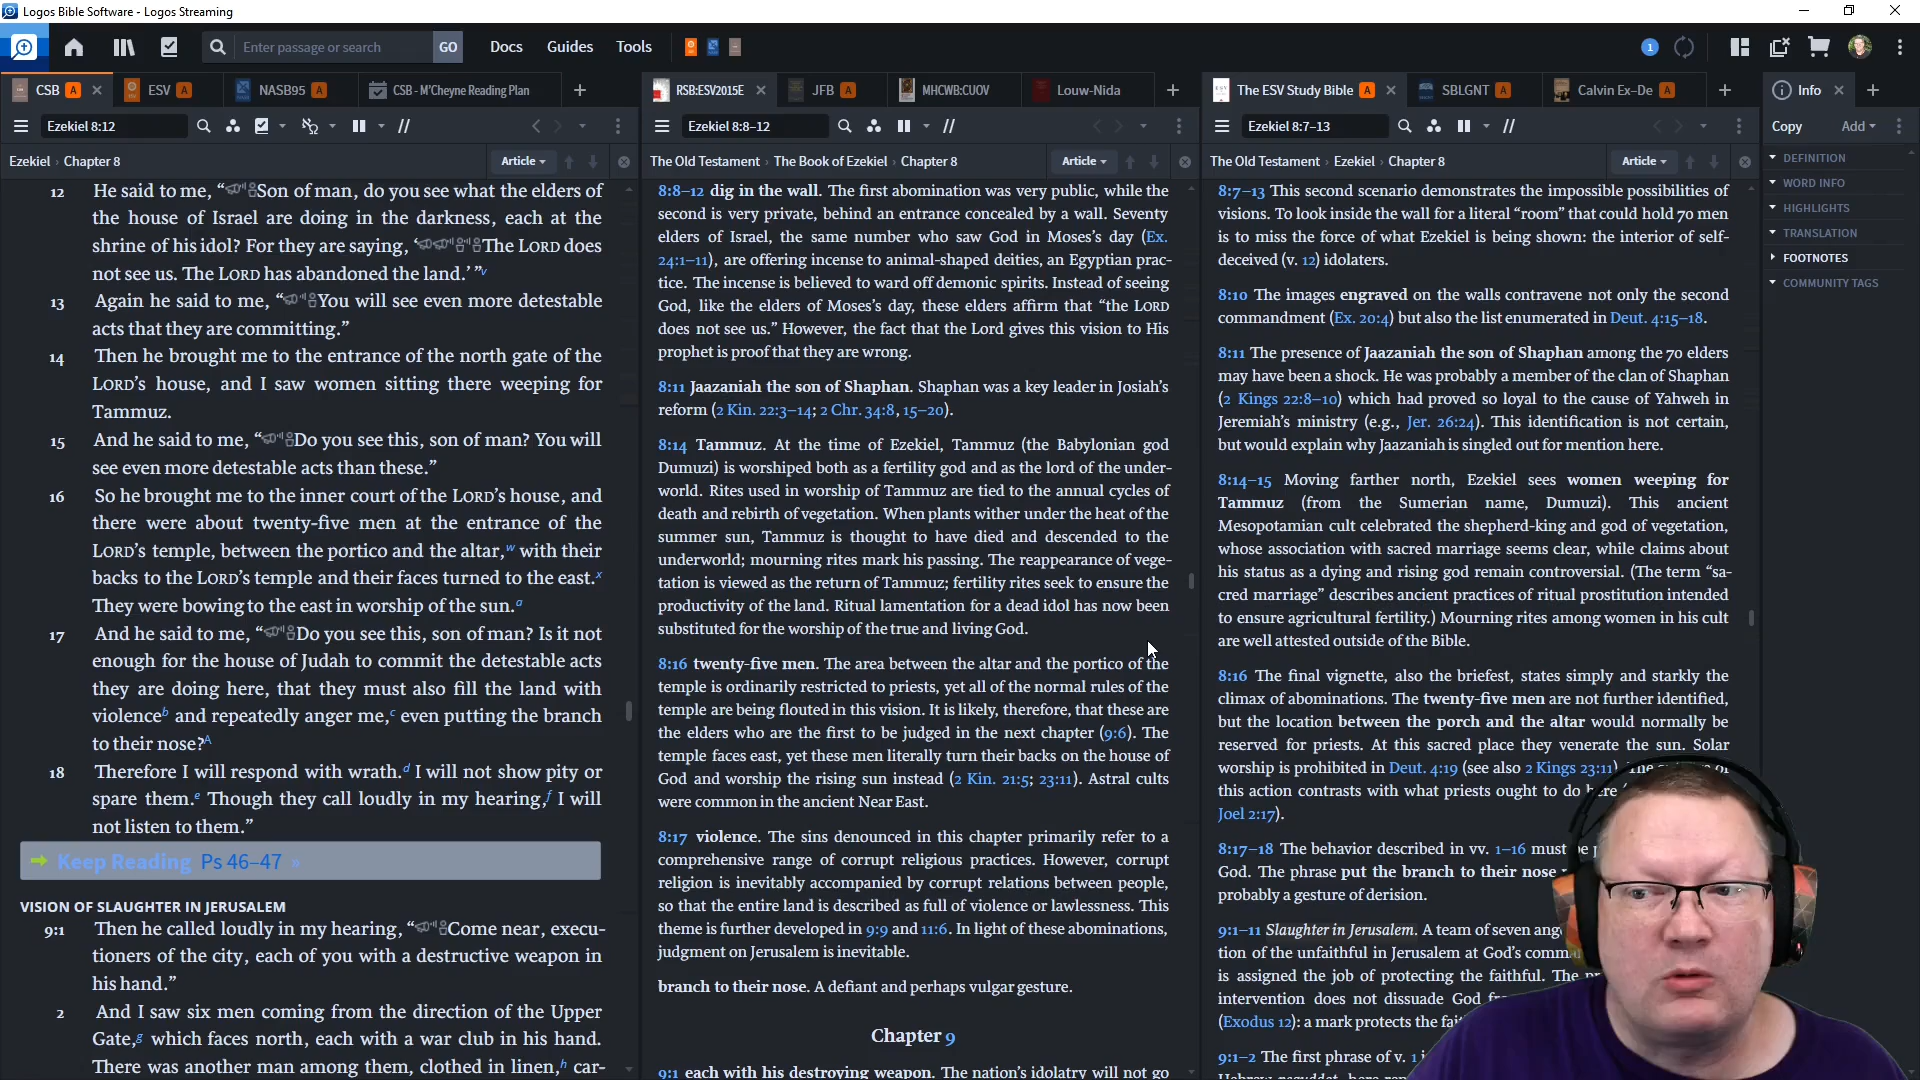 Logos Bible Software - Logos Streaming
Enter passage or search
GO
Docs
Guides
Tools
1
CSB A
ESV A
NASB95 A
CSB - M'Cheyne Reading Plan
Ezekiel 8:12
Ezekiel › Chapter 8
Article
12 He said to me, “Son of man, do you see what the elders of
the house of Israel are doing in the darkness, each at the
shrine of his idol? For they are saying, ‘The LORD does
not see us. The LORD has abandoned the land.’ ”v
13 Again he said to me, “You will see even more detestable
acts that they are committing.”
14 Then he brought me to the entrance of the north gate of the
LORD’s house, and I saw women sitting there weeping for
Tammuz.
15 And he said to me, “Do you see this, son of man? You will
see even more detestable acts than these.”
16 So he brought me to the inner court of the LORD’s house, and
there were about twenty-five men at the entrance of the
LORD’s temple, between the portico and the altar,w with their
backs to the LORD’s temple and their faces turned to the east.x
They were bowing to the east in worship of the sun.a
17 And he said to me, “Do you see this, son of man? Is it not
enough for the house of Judah to commit the detestable acts
they are doing here, that they must also fill the land with
violenceb and repeatedly anger me,c even putting the branch
to their nose?A
18 Therefore I will respond with wrath.d I will not show pity or
spare them.e Though they call loudly in my hearing,f I will
not listen to them.”
Keep Reading Ps 46–47 »
VISION OF SLAUGHTER IN JERUSALEM
9:1 Then he called loudly in my hearing, “Come near, execu-
tioners of the city, each of you with a destructive weapon in
his hand.”
2 And I saw six men coming from the direction of the Upper
Gate,g which faces north, each with a war club in his hand.
There was another man among them, clothed in linen,h car-
RSB:ESV2015E
JFB A
MHCWB:CUOV
Louw-Nida
Ezekiel 8:8–12
The Old Testament › The Book of Ezekiel › Chapter 8
Article
8:8–12 dig in the wall. The first abomination was very public, while the
second is very private, behind an entrance concealed by a wall. Seventy
elders of Israel, the same number who saw God in Moses’s day (Ex.
24:1–11), are offering incense to animal-shaped deities, an Egyptian prac-
tice. The incense is believed to ward off demonic spirits. Instead of seeing
God, like the elders of Moses’s day, these elders affirm that “the LORD
does not see us.” However, the fact that the Lord gives this vision to His
prophet is proof that they are wrong.
8:11 Jaazaniah the son of Shaphan. Shaphan was a key leader in Josiah’s
reform (2 Kin. 22:3–14; 2 Chr. 34:8, 15–20).
8:14 Tammuz. At the time of Ezekiel, Tammuz (the Babylonian god
Dumuzi) is worshiped both as a fertility god and as the lord of the under-
world. Rites used in worship of Tammuz are tied to the annual cycles of
death and rebirth of vegetation. When plants wither under the heat of the
summer sun, Tammuz is thought to have died and descended to the
underworld; mourning rites mark his passing. The reappearance of vege-
tation is viewed as the return of Tammuz; fertility rites seek to ensure the
productivity of the land. Ritual lamentation for a dead idol has now been
substituted for the worship of the true and living God.
8:16 twenty-five men. The area between the altar and the portico of the
temple is ordinarily restricted to priests, yet all of the normal rules of the
temple are being flouted in this vision. It is likely, therefore, that these are
the elders who are the first to be judged in the next chapter (9:6). The
temple faces east, yet these men literally turn their backs on the house of
God and worship the rising sun instead (2 Kin. 21:5; 23:11). Astral cults
were common in the ancient Near East.
8:17 violence. The sins denounced in this chapter primarily refer to a
comprehensive range of corrupt religious practices. However, corrupt
religion is inevitably accompanied by corrupt relations between people,
so that the entire land is described as full of violence or lawlessness. This
theme is further developed in 9:9 and 11:6. In light of these abominations,
judgment on Jerusalem is inevitable.
branch to their nose. A defiant and perhaps vulgar gesture.
Chapter 9
9:1 each with his destroying weapon. The nation’s idolatry will not go
The ESV Study Bible A
SBLGNT A
Calvin Ex–De A
Ezekiel 8:7–13
The Old Testament › Ezekiel › Chapter 8
Article
8:7–13 This second scenario demonstrates the impossible possibilities of
visions. To look inside the wall for a literal “room” that could hold 70 men
is to miss the force of what Ezekiel is being shown: the interior of self-
deceived (v. 12) idolaters.
8:10 The images engraved on the walls contravene not only the second
commandment (Ex. 20:4) but also the list enumerated in Deut. 4:15–18.
8:11 The presence of Jaazaniah the son of Shaphan among the 70 elders
may have been a shock. He was probably a member of the clan of Shaphan
(2 Kings 22:8–10) which had proved so loyal to the cause of Yahweh in
Jeremiah’s ministry (e.g., Jer. 26:24). This identification is not certain,
but would explain why Jaazaniah is singled out for mention here.
8:14–15 Moving farther north, Ezekiel sees women weeping for
Tammuz (from the Sumerian name, Dumuzi). This ancient
Mesopotamian cult celebrated the shepherd-king and god of vegetation,
whose association with sacred marriage seems clear, while claims about
his status as a dying and rising god remain controversial. (The term “sa-
cred marriage” describes ancient practices of ritual prostitution intended
to ensure agricultural fertility.) Mourning rites among women in his cult
are well attested outside of the Bible.
8:16 The final vignette, also the briefest, states simply and starkly the
climax of abominations. The twenty-five men are not further identified,
but the location between the porch and the altar would normally be
reserved for priests. At this sacred place they venerate the sun. Solar
worship is prohibited in Deut. 4:19 (see also 2 Kings 23:11). The of
this action contrasts with what priests ought to do here
Joel 2:17).
8:17–18 The behavior described in vv. 1–16 must be
God. The phrase put the branch to their nose
probably a gesture of derision.
9:1–11 Slaughter in Jerusalem. A team of seven
tion of the unfaithful in Jerusalem at God’s
is assigned the job of protecting the faithful. The
intervention does not dissuade God
(Exodus 12): a mark protects the
9:1–2 The first phrase of v. 1
Info
Copy
Add
DEFINITION
WORD INFO
HIGHLIGHTS
TRANSLATION
FOOTNOTES
COMMUNITY TAGS